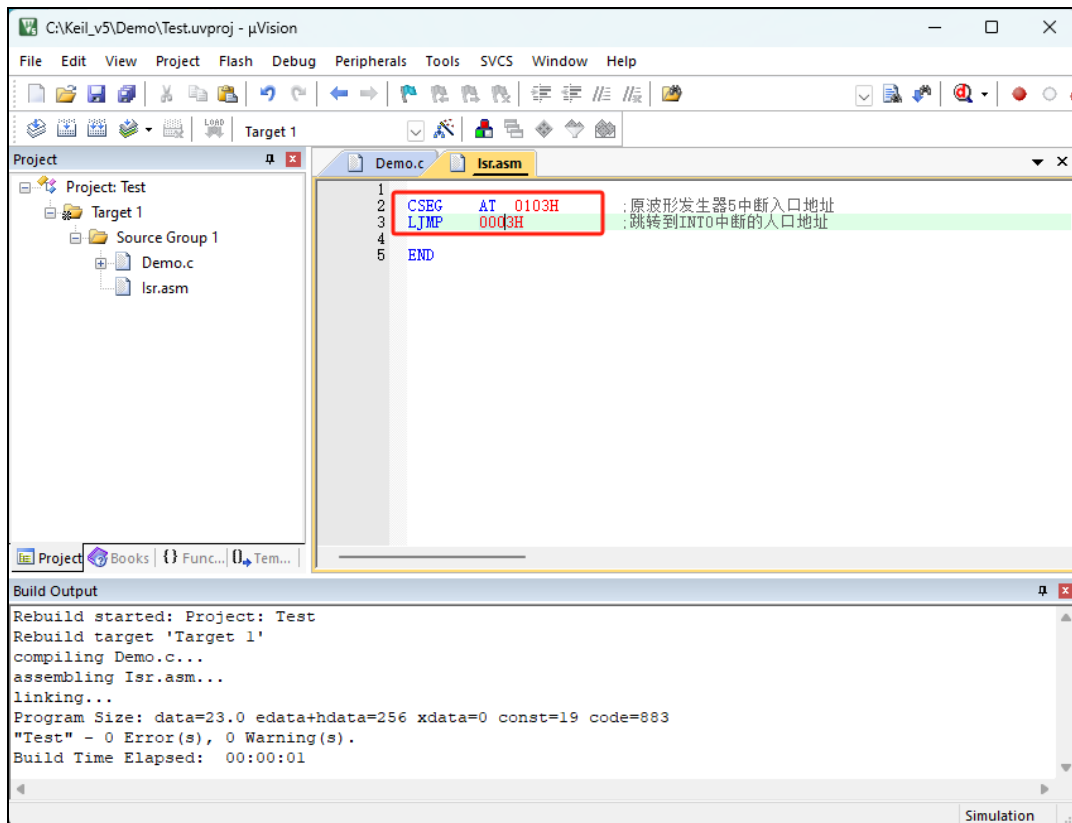 C:\Keil_v5\Demo\Test.uvproj - µVision
File Edit View Project Flash Debug Peripherals Tools SVCS Window Help
LOAD Target 1
Project
Demo.c Isr.asm
Project: Test
Target 1
Source Group 1
Demo.c
Isr.asm
1
2 CSEG AT 0103H ;原波形发生器5中断入口地址
3 LJMP 0003H ;跳转到INT0中断的人口地址
4
5 END
Project Books {} Func... Tem...
Build Output
Rebuild started: Project: Test
Rebuild target 'Target 1'
compiling Demo.c...
assembling Isr.asm...
linking...
Program Size: data=23.0 edata+hdata=256 xdata=0 const=19 code=883
"Test" - 0 Error(s), 0 Warning(s).
Build Time Elapsed: 00:00:01
Simulation